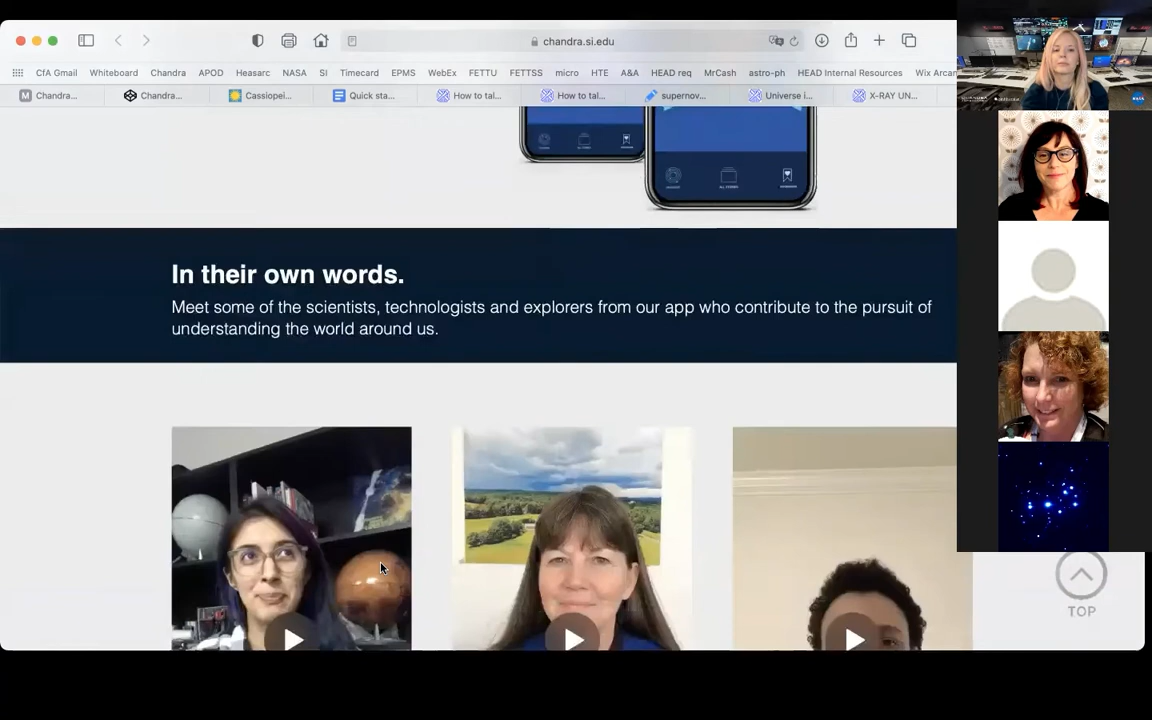 chandra.si.edu
CfA Gmail Whiteboard Chandra APOD Heasarc NASA SI Timecard EPMS WebEx FETTU FETTSS micro HTE A&A HEAD req MrCash astro-ph HEAD Internal Resources Wix Arcan
Chandra... Chandra... Cassiopei... Quick sta... How to tal... How to tal... supernov... Universe i... X-RAY UN...
In their own words.
Meet some of the scientists, technologists and explorers from our app who contribute to the pursuit of
understanding the world around us.
TOP